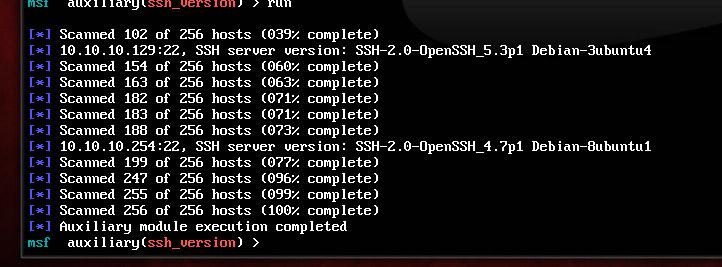 msf  auxiliary(ssh_version) > run
[*] Scanned 102 of 256 hosts (039% complete)
[*] 10.10.10.129:22, SSH server version: SSH-2.0-OpenSSH_5.3p1 Debian-3ubuntu4
[*] Scanned 154 of 256 hosts (060% complete)
[*] Scanned 163 of 256 hosts (063% complete)
[*] Scanned 182 of 256 hosts (071% complete)
[*] Scanned 183 of 256 hosts (071% complete)
[*] Scanned 188 of 256 hosts (073% complete)
[*] 10.10.10.254:22, SSH server version: SSH-2.0-OpenSSH_4.7p1 Debian-8ubuntu1
[*] Scanned 199 of 256 hosts (077% complete)
[*] Scanned 247 of 256 hosts (096% complete)
[*] Scanned 255 of 256 hosts (099% complete)
[*] Scanned 256 of 256 hosts (100% complete)
[*] Auxiliary module execution completed
msf  auxiliary(ssh_version) >